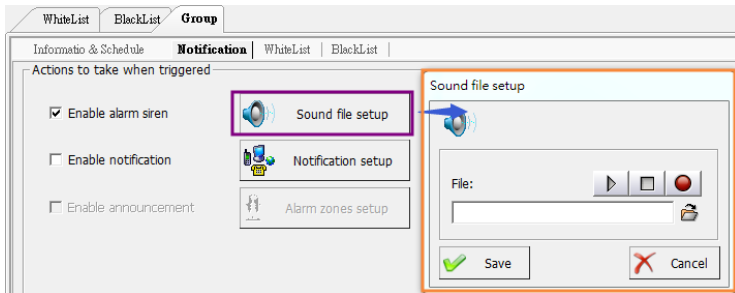 WhiteList BlackList Group
Informatio & Schedule Notification WhiteList BlackList
Actions to take when triggered
Enable alarm siren Sound file setup
Enable notification Notification setup
Enable announcement Alarm zones setup
Sound file setup
File:
Save Cancel